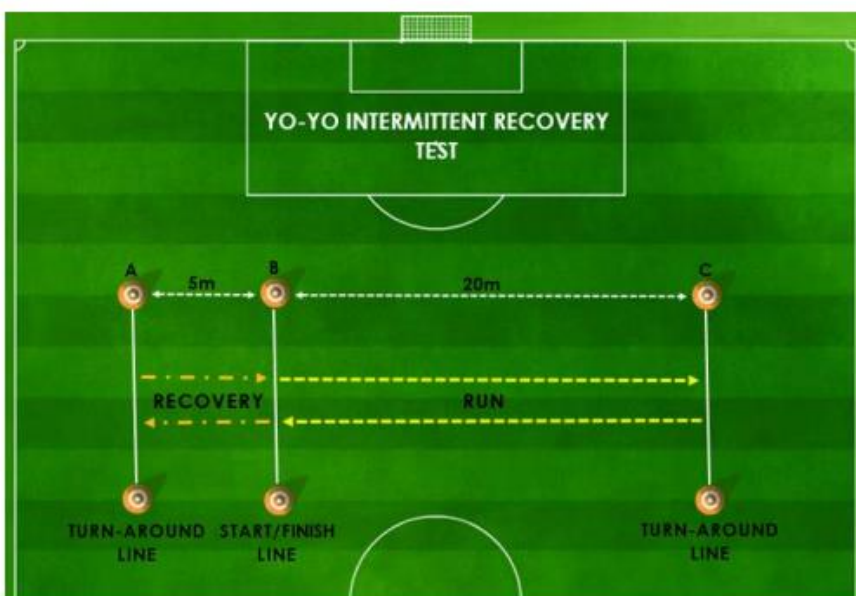 YO-YO INTERMITTENT RECOVERY
TEST
A
B
C
5m
20m
RECOVERY
RUN
TURN-AROUND
LINE
START/FINISH
LINE
TURN-AROUND
LINE